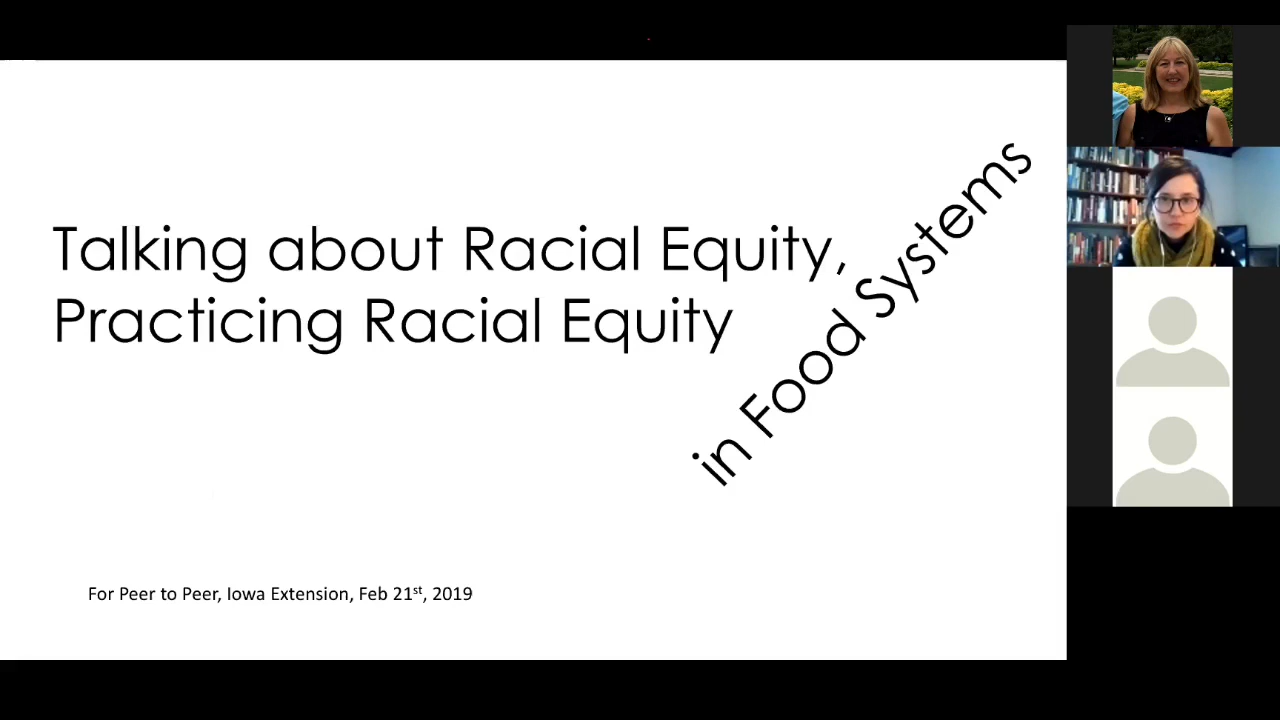 Talking about Racial Equity,
Practicing Racial Equity
in Food Systems
For Peer to Peer, Iowa Extension, Feb 21st, 2019